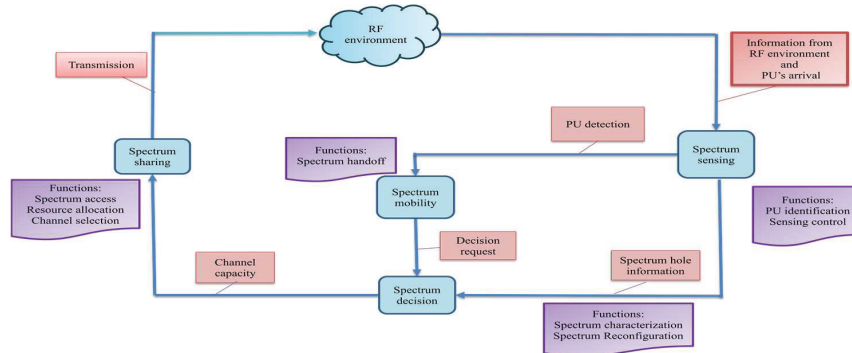 RF
environment
Transmission
Information from
RF environment
and
PU's arrival
PU detection
Spectrum
sharing
Functions:
Spectrum handoff
Spectrum
sensing
Functions:
Spectrum access
Resource allocation
Channel selection
Spectrum
mobility
Functions:
PU identification
Sensing control
Decision
request
Channel
capacity
Spectrum hole
information
Spectrum
decision
Functions:
Spectrum characterization
Spectrum Reconfiguration